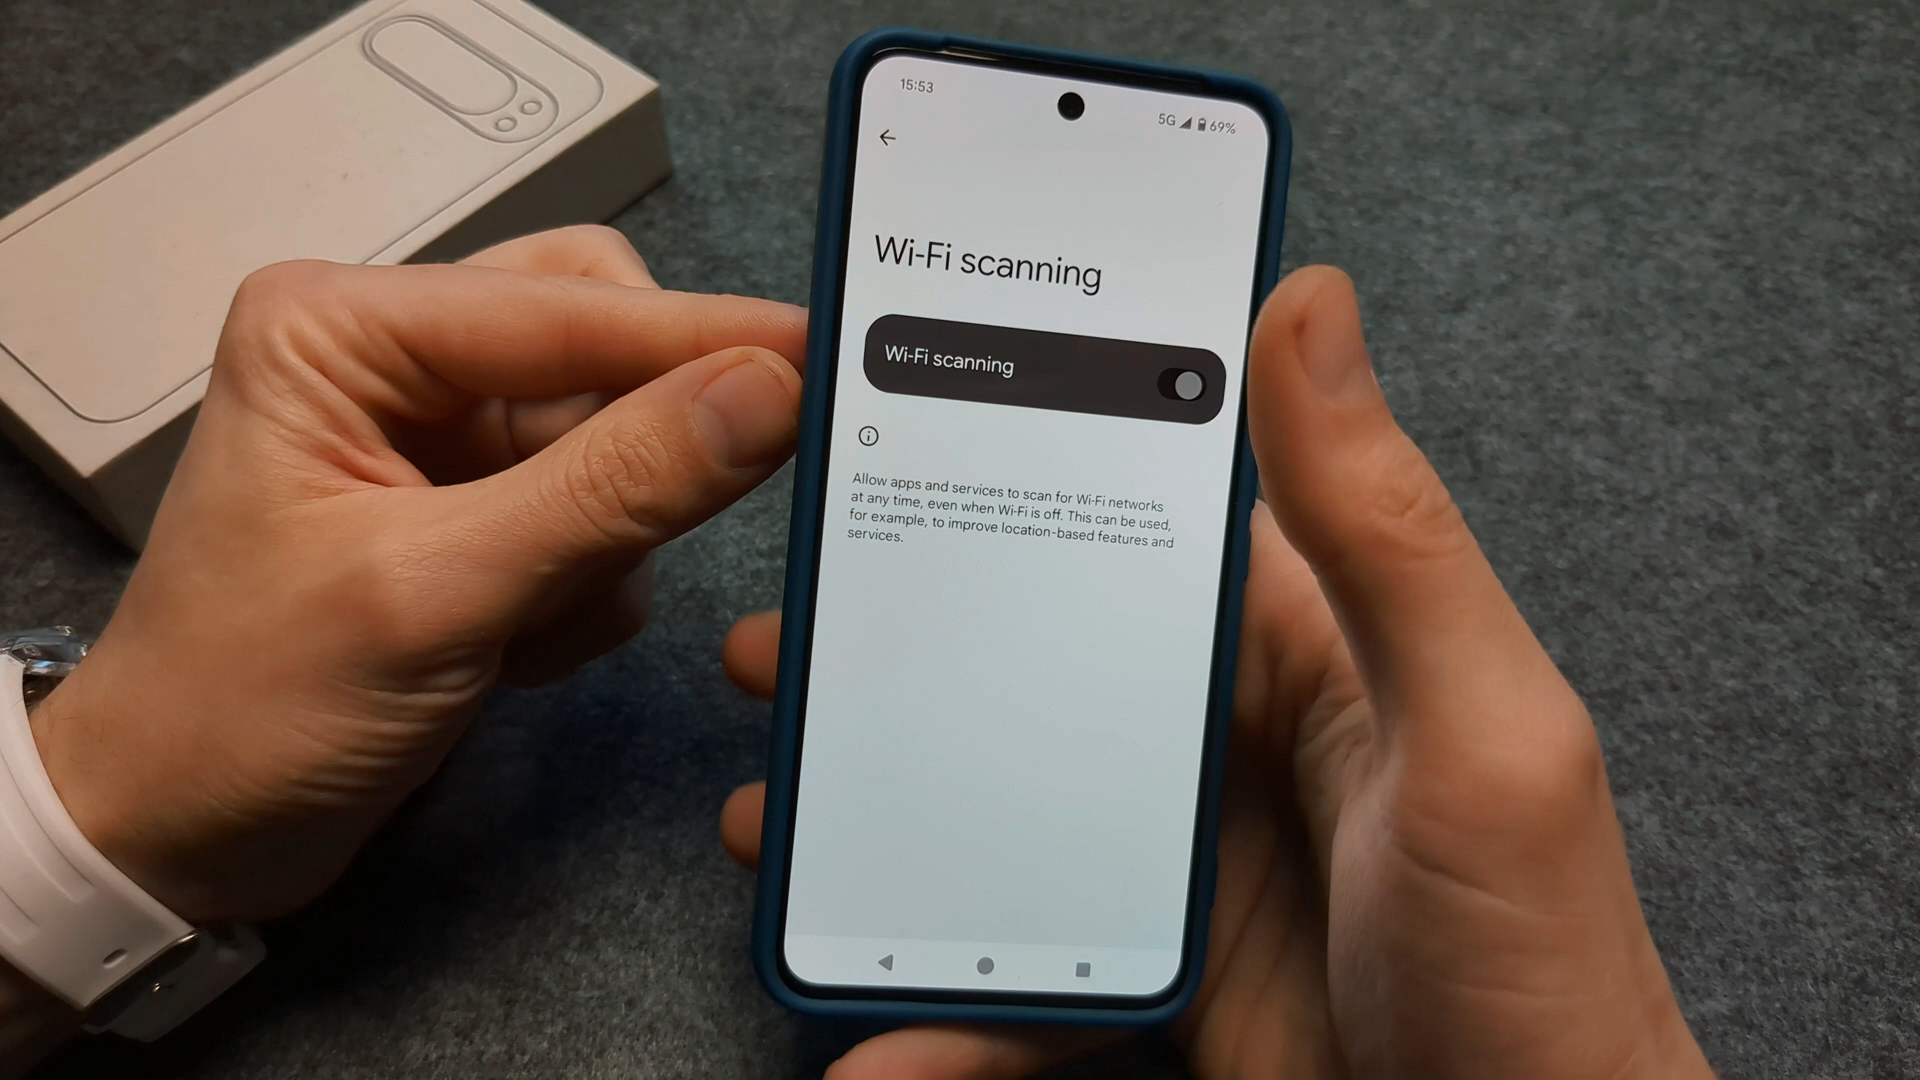 15:53
5G 69%
Wi-Fi scanning
Wi-Fi scanning
Allow apps and services to scan for Wi-Fi networks
at any time, even when Wi-Fi is off. This can be used,
for example, to improve location-based features and
services.